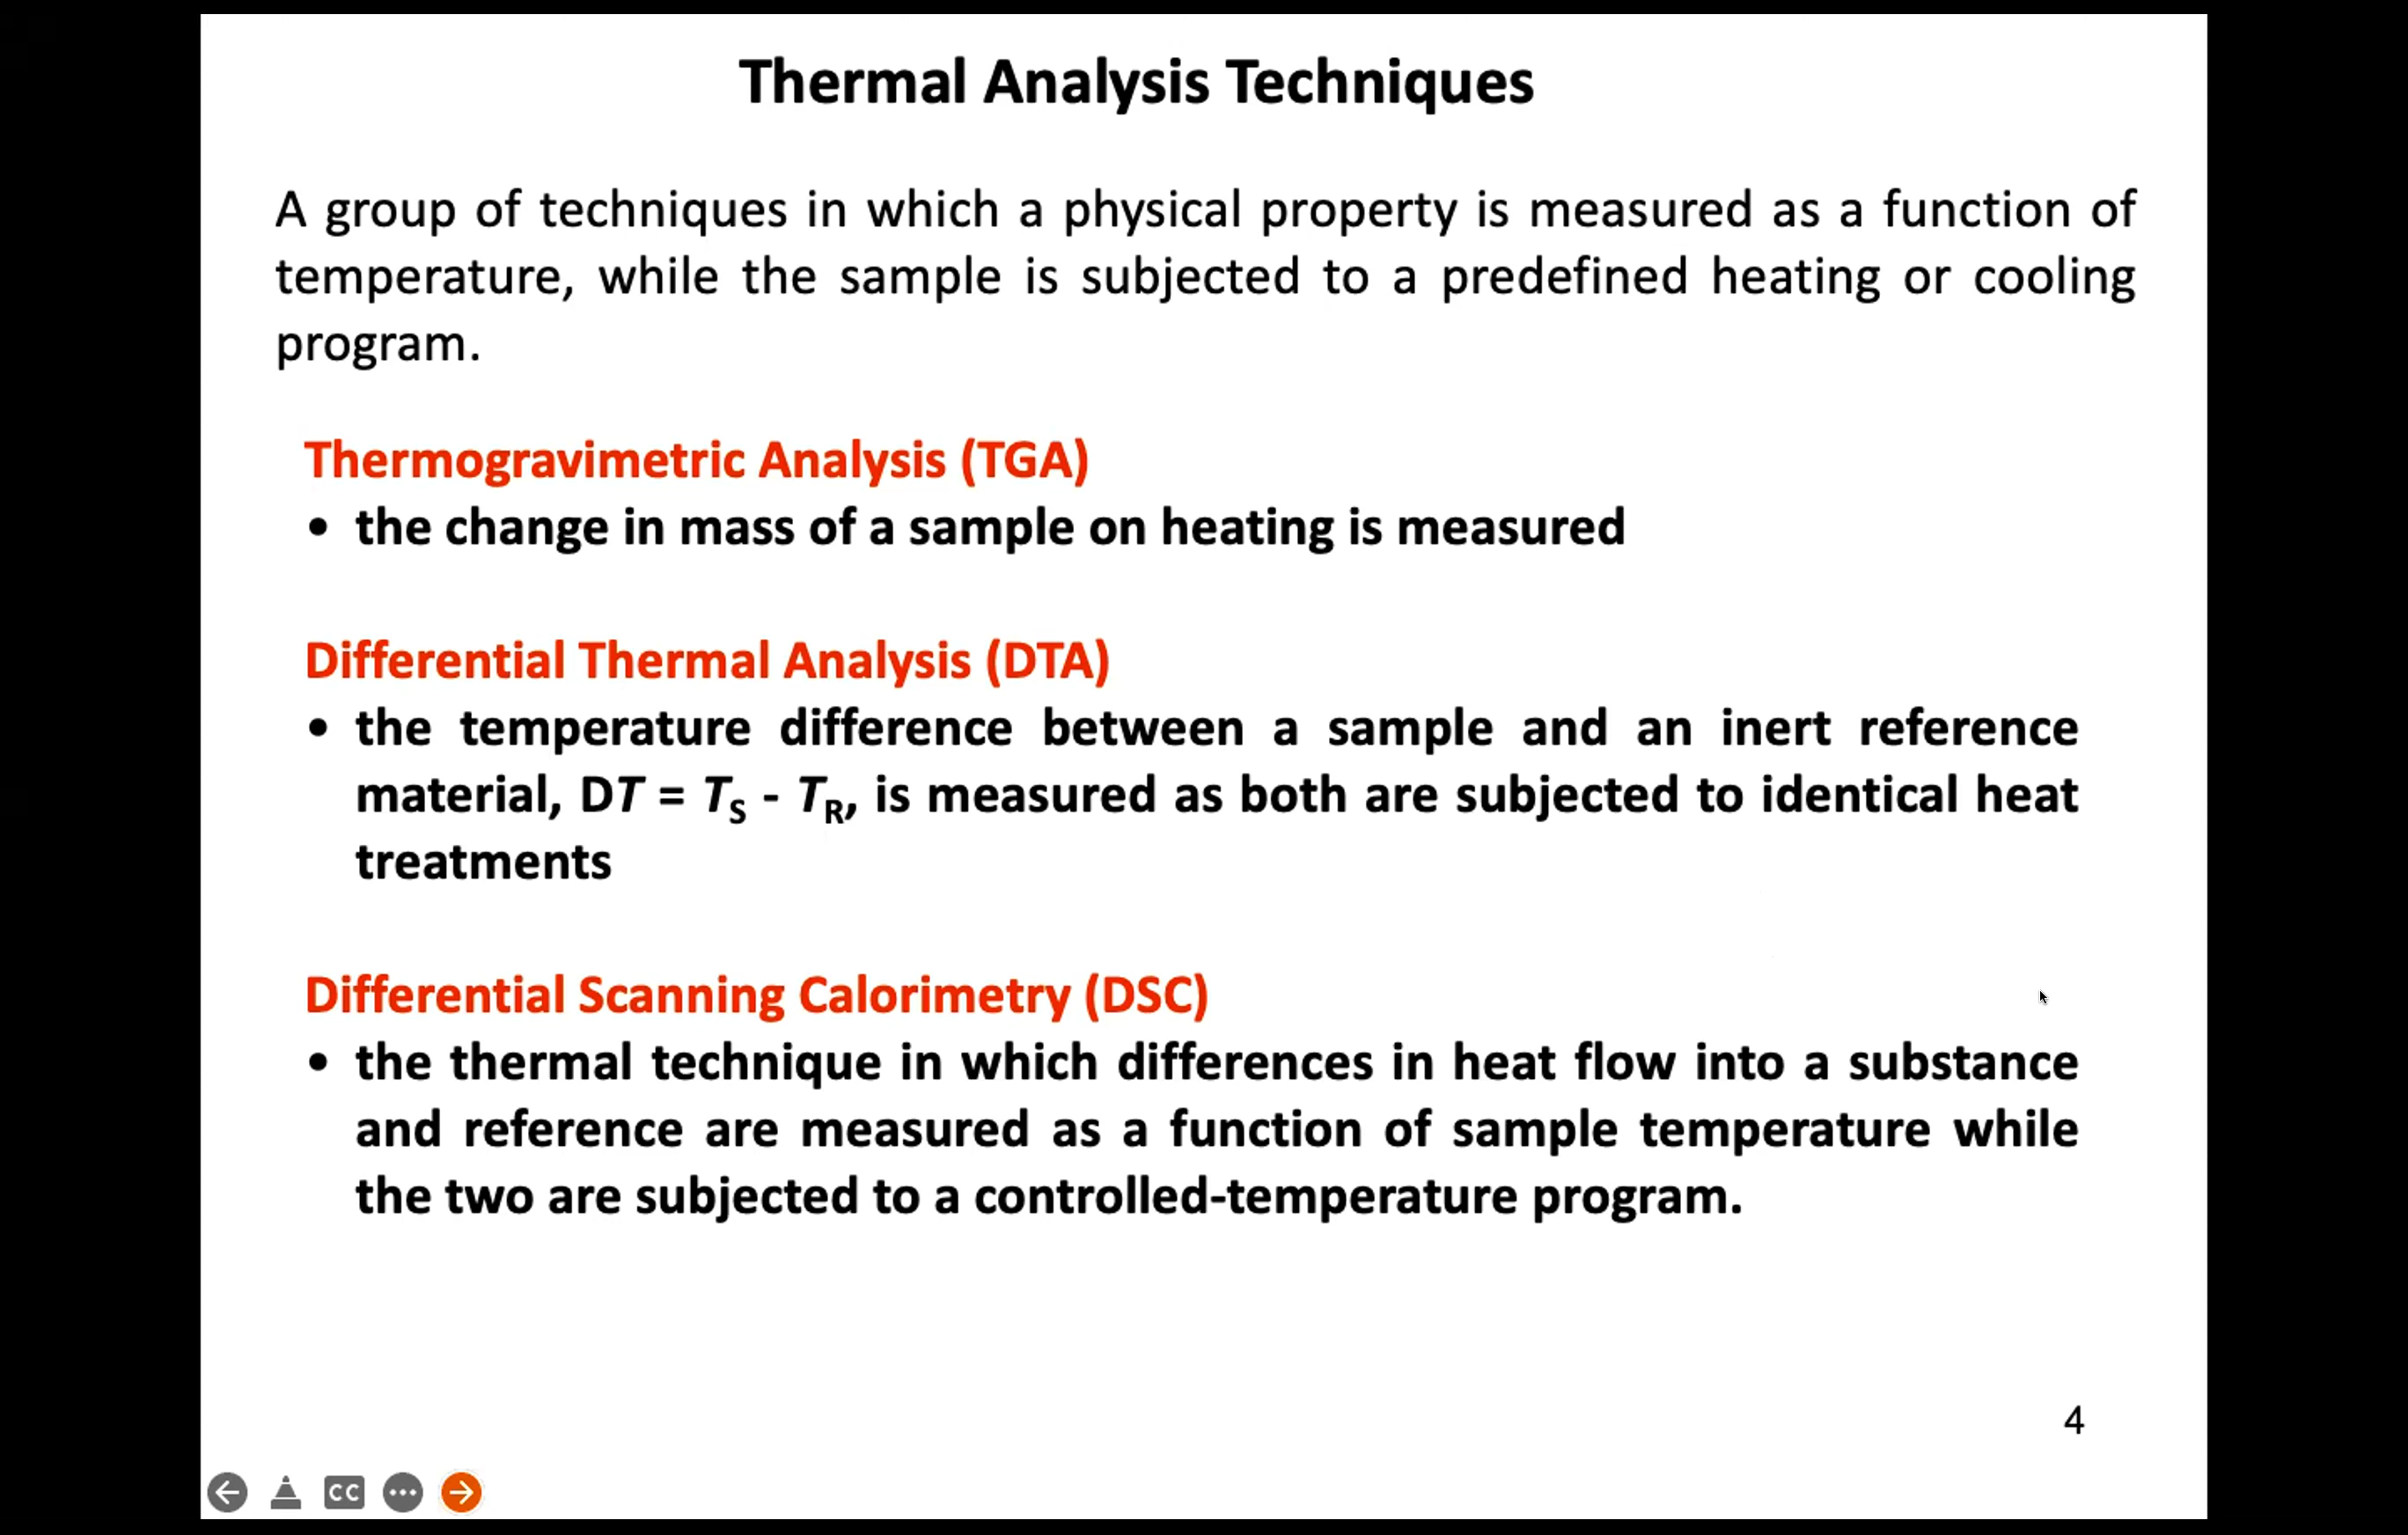 Thermal Analysis Techniques
A group of techniques in which a physical property is measured as a function of
temperature, while the sample is subjected to a predefined heating or cooling
program.
Thermogravimetric Analysis (TGA)
• the change in mass of a sample on heating is measured
Differential Thermal Analysis (DTA)
• the temperature difference between a sample and an inert reference
material, DT = TS - TR, is measured as both are subjected to identical heat
treatments
Differential Scanning Calorimetry (DSC)
• the thermal technique in which differences in heat flow into a substance
and reference are measured as a function of sample temperature while
the two are subjected to a controlled-temperature program.
4
CC